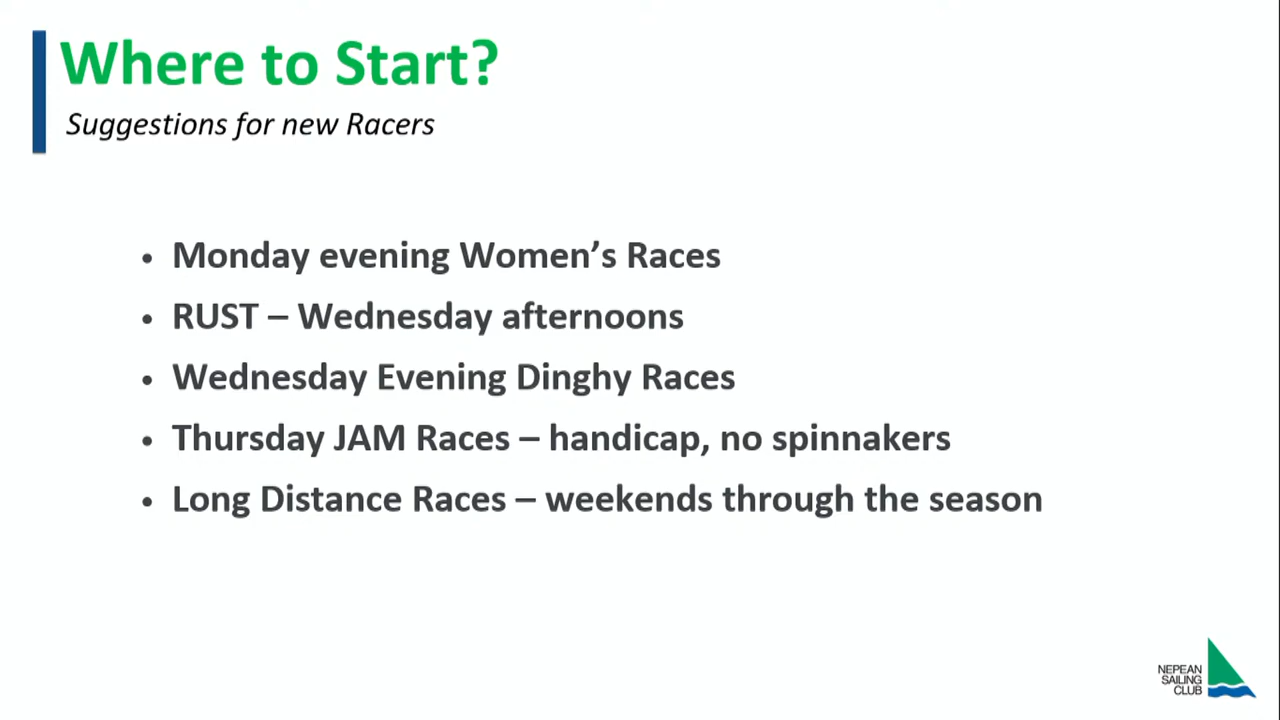 Where to Start?
Suggestions for new Racers
• Monday evening Women’s Races
• RUST – Wednesday afternoons
• Wednesday Evening Dinghy Races
• Thursday JAM Races – handicap, no spinnakers
• Long Distance Races – weekends through the season
NEPEAN
SAILING
CLUB